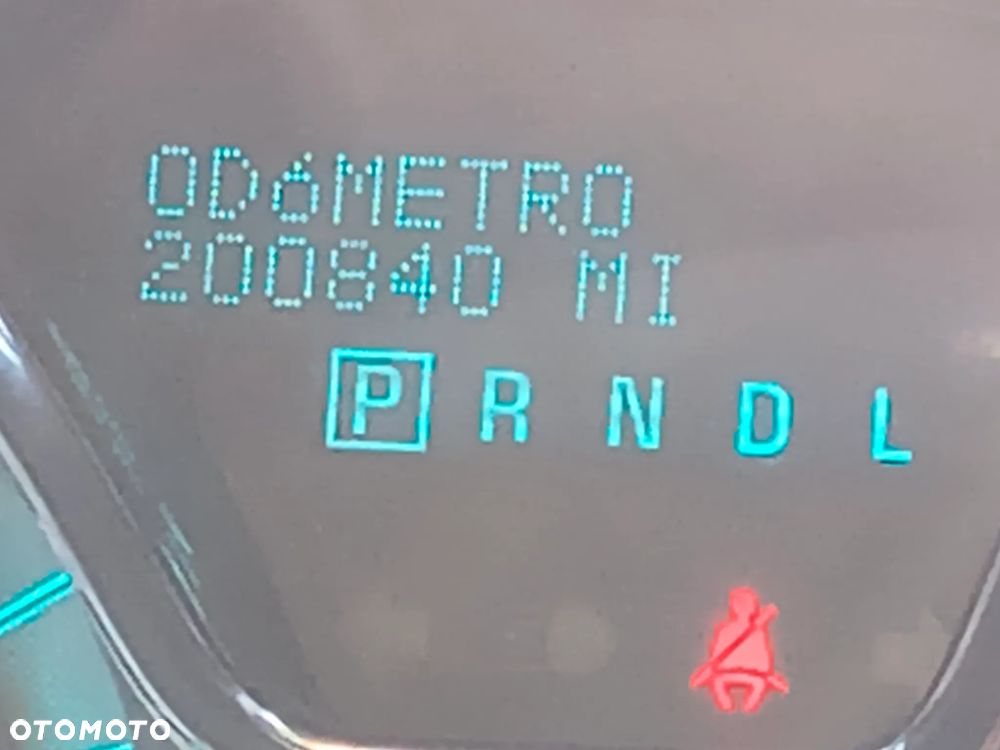 ODóMETRO
200840 MI
P R N D L
OTOMOTO